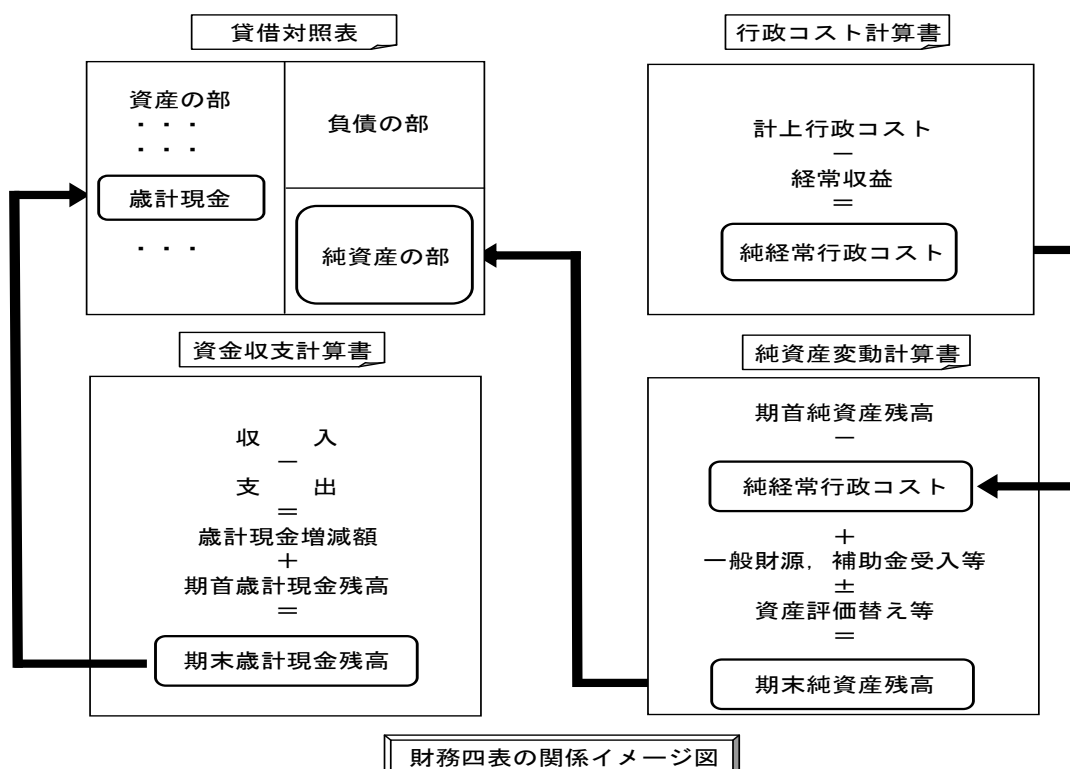 貸借対照表
資産の部
・・・
・・・
歳計現金
・・・
負債の部
純資産の部
行政コスト計算書
計上行政コスト
－
経常収益
＝
純経常行政コスト
資金収支計算書
収　　入
－
支　　出
＝
歳計現金増減額
＋
期首歳計現金残高
＝
期末歳計現金残高
純資産変動計算書
期首純資産残高
－
純経常行政コスト
＋
一般財源，補助金受入等
±
資産評価替え等
＝
期末純資産残高
財務四表の関係イメージ図